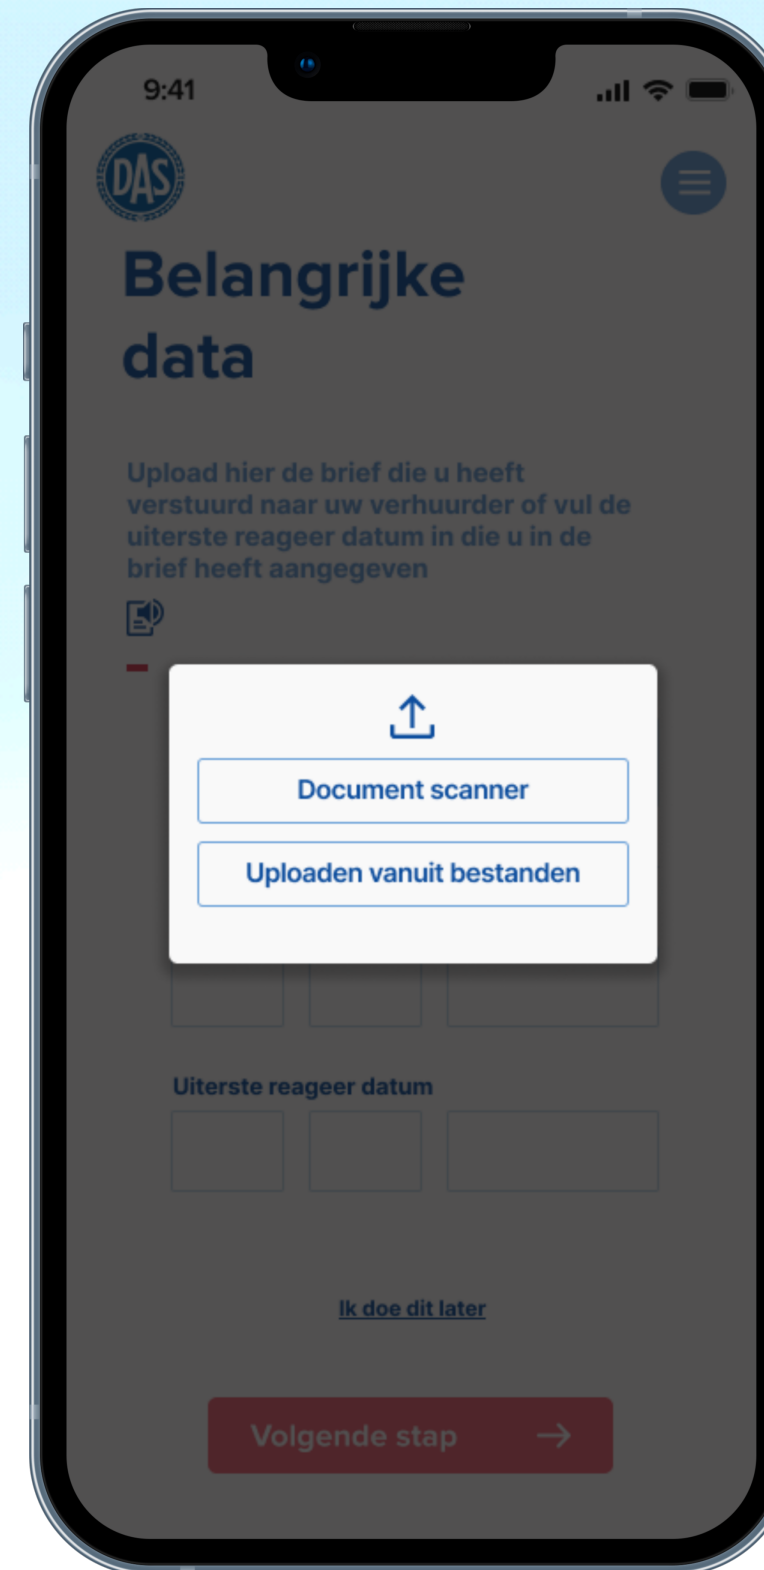 9:41
DAS
Belangrijke
data
Upload hier de brief die u heeft
verstuurd naar uw verhuurder of vul de
uiterste reageer datum in die u in de
brief heeft aangegeven
Document scanner
Uploaden vanuit bestanden
Uiterste reageer datum
Ik doe dit later
Volgende stap